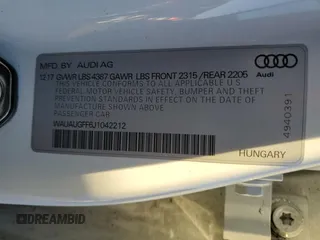 MFD BY AUDI AG
12 17 GAWR LBS 4387 GAWR LBS FRONT 2315 /REAR 2205
THIS VEHICLE CONFORMS TO ALL APPLICABLE
FEDERAL MOTOR VEHICLE SAFETY, BUMPER AND THEFT
PREVENTION STANDARDS IN EFFECT ON THE
DATE OF MANUFACTURE SHOWN ABOVE
PASSENGER CAR
WAUAUGFF6J1042212
Audi
4940391
HUNGARY
© DREAMBID